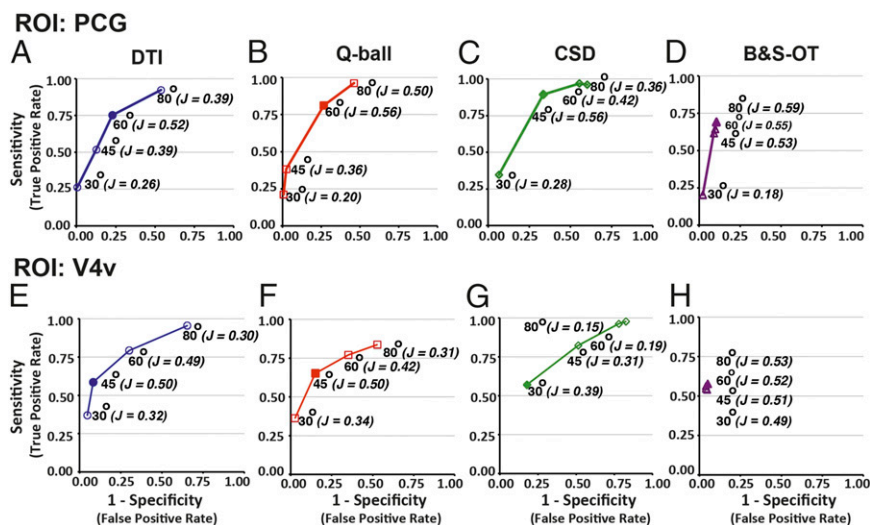 ROI: PCG
A DTI B Q-ball C CSD D B&S-OT
Sensitivity
(True Positive Rate)
1.00 0.75 0.50 0.25 0.00
80° (J = 0.39)
60° (J = 0.52)
45° (J = 0.39)
30° (J = 0.26)
0.00 0.25 0.50 0.75 1.00
1.00 0.75 0.50 0.25 0.00
80° (J = 0.50)
60° (J = 0.56)
45° (J = 0.36)
30° (J = 0.20)
0.00 0.25 0.50 0.75 1.00
1.00 0.75 0.50 0.25 0.00
80° (J = 0.36)
60° (J = 0.42)
45° (J = 0.56)
30° (J = 0.28)
0.00 0.25 0.50 0.75 1.00
1.00 0.75 0.50 0.25 0.00
80° (J = 0.59)
60° (J = 0.55)
45° (J = 0.53)
30° (J = 0.18)
0.00 0.25 0.50 0.75 1.00
ROI: V4v
E F G H
Sensitivity
(True Positive Rate)
1.00 0.75 0.50 0.25 0.00
80° (J = 0.30)
60° (J = 0.49)
45° (J = 0.50)
30° (J = 0.32)
0.00 0.25 0.50 0.75 1.00
1 - Specificity
(False Positive Rate)
1.00 0.75 0.50 0.25 0.00
80° (J = 0.31)
60° (J = 0.42)
45° (J = 0.50)
30° (J = 0.34)
0.00 0.25 0.50 0.75 1.00
1 - Specificity
(False Positive Rate)
1.00 0.75 0.50 0.25 0.00
80° (J = 0.15)
60° (J = 0.19)
45° (J = 0.31)
30° (J = 0.39)
0.00 0.25 0.50 0.75 1.00
1 - Specificity
(False Positive Rate)
1.00 0.75 0.50 0.25 0.00
80° (J = 0.53)
60° (J = 0.52)
45° (J = 0.51)
30° (J = 0.49)
0.00 0.25 0.50 0.75 1.00
1 - Specificity
(False Positive Rate)